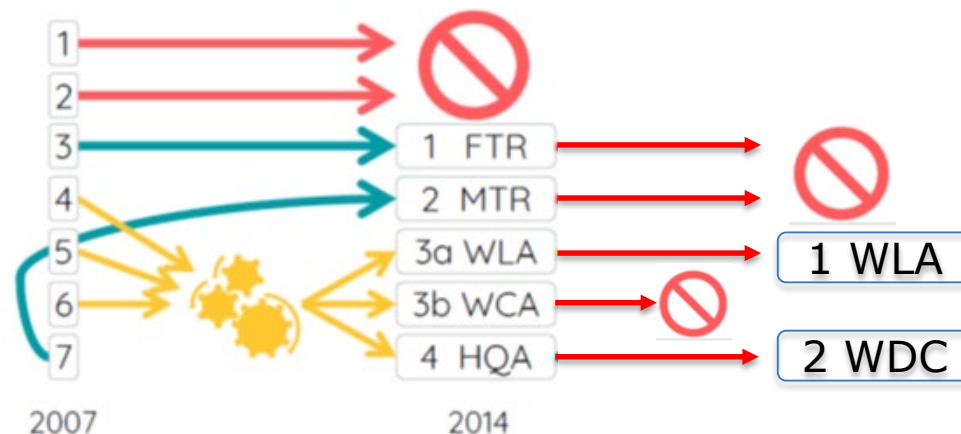 1
2
3
4
5
6
7
2007
1 FTR
2 MTR
3a WLA
3b WCA
4 HQA
2014
1 WLA
2 WDC